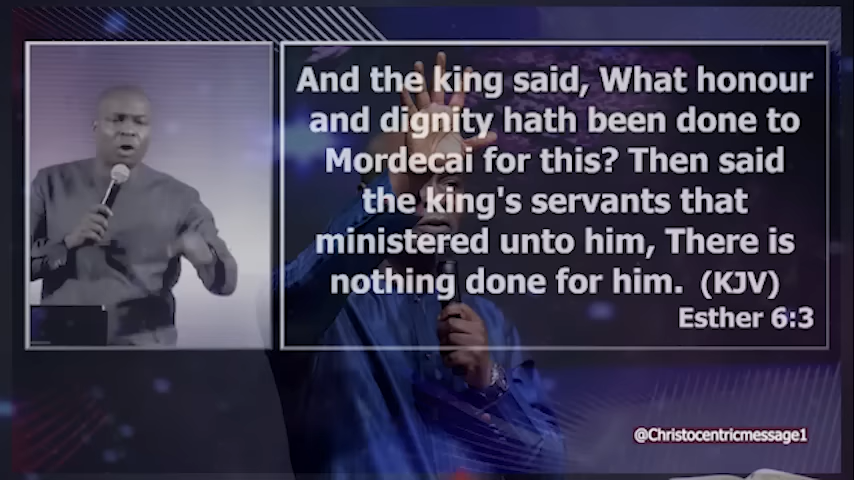 And the king said, What honour
and dignity hath been done to
Mordecai for this? Then said
the king's servants that
ministered unto him, There is
nothing done for him. (KJV)
Esther 6:3
@Christocentricmessage1